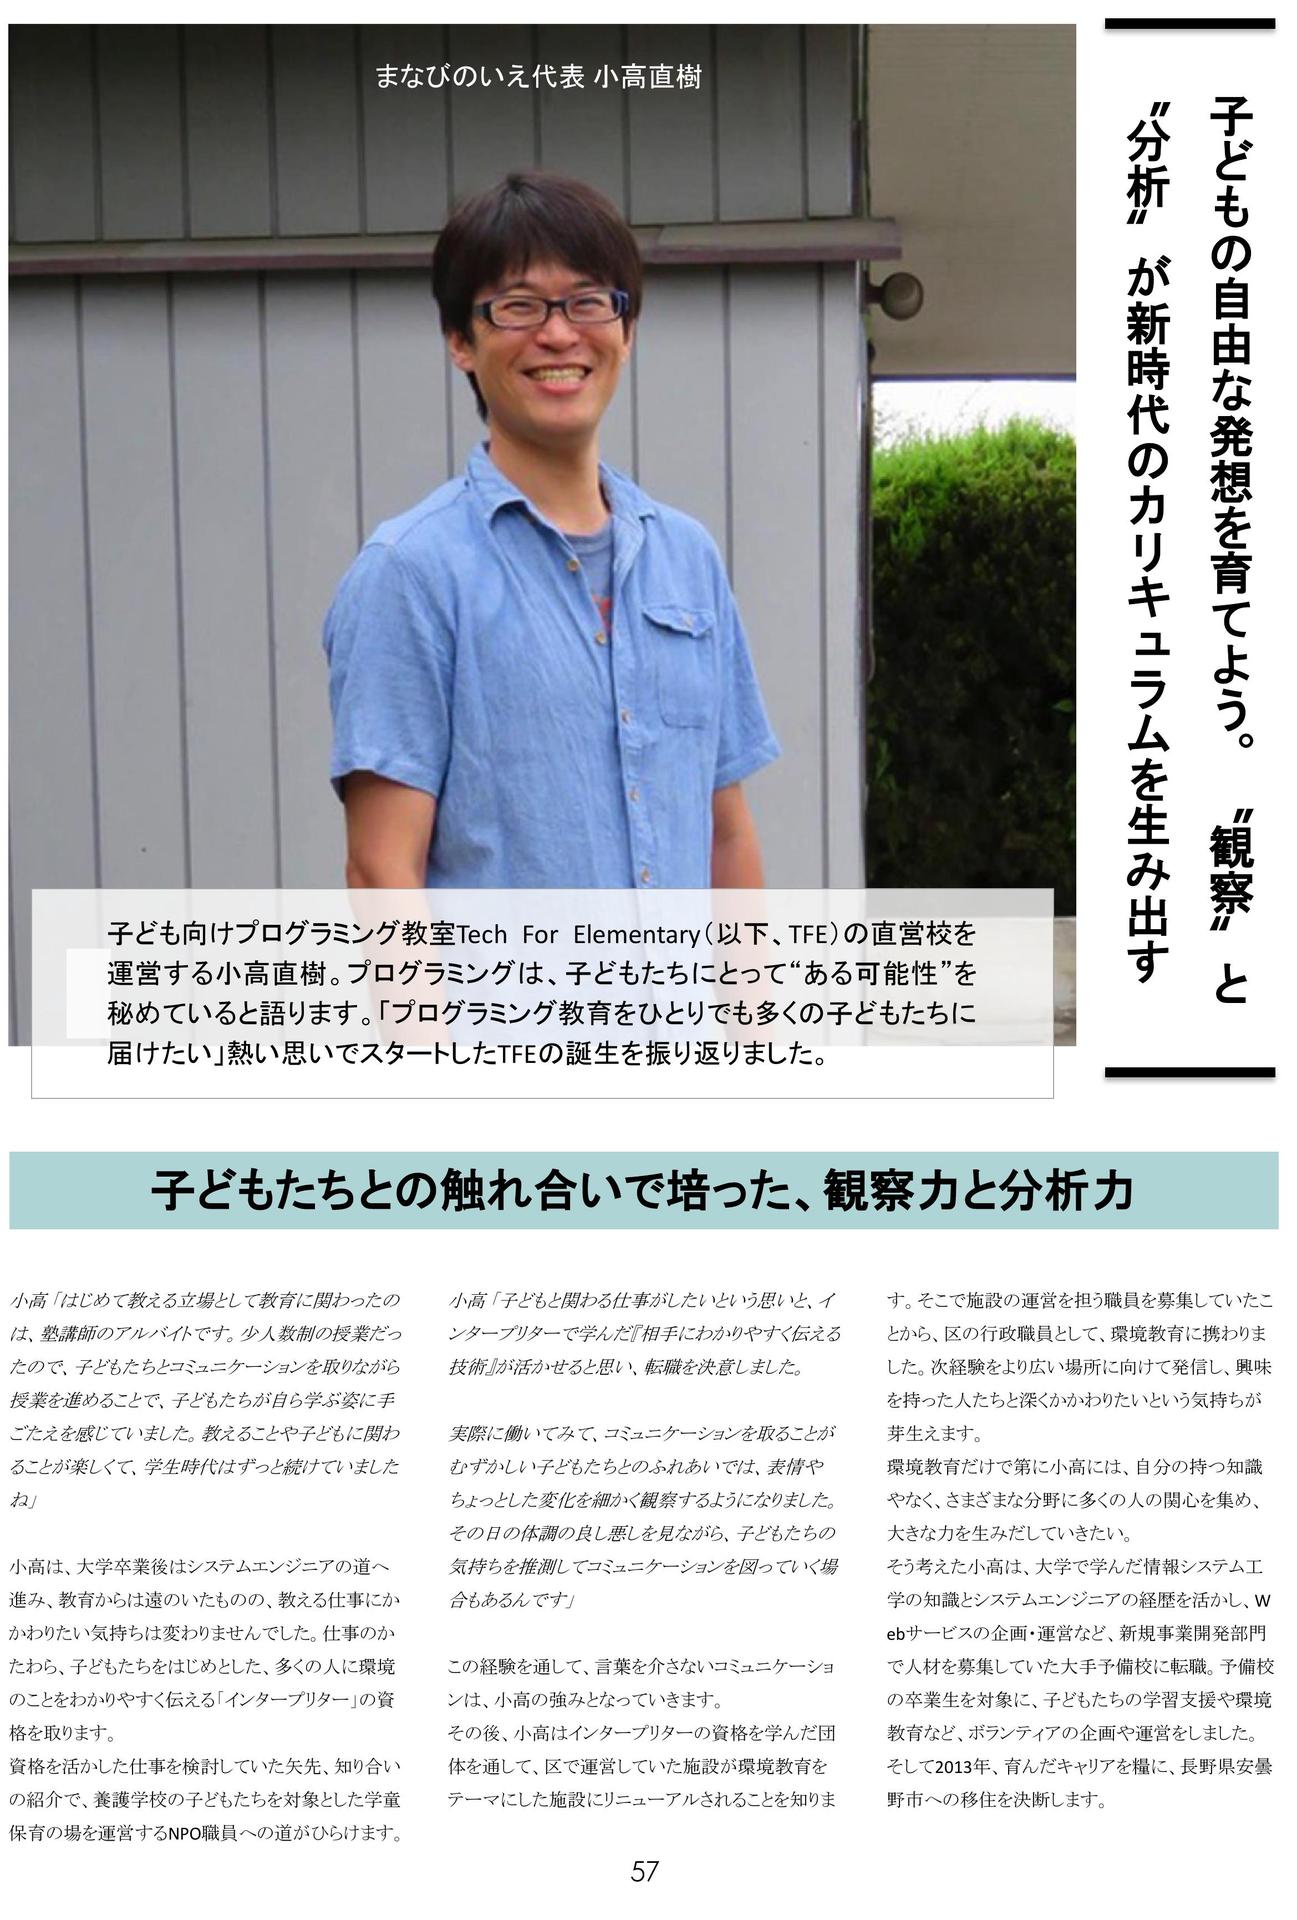 まなびのいえ代表 小高直樹
子どもの自由な発想を育てよう。 〝観察〟 と
〝分析〟 が新時代のカリキュラムを生み出す
子ども向けプログラミング教室Tech For Elementary（以下、TFE）の直営校を
運営する小高直樹。プログラミングは、子どもたちにとって“ある可能性”を
秘めていると語ります。「プログラミング教育をひとりでも多くの子どもたちに
届けたい」熱い思いでスタートしたTFEの誕生を振り返りました。
子どもたちとの触れ合いで培った、観察力と分析力
小高「はじめて教える立場として教育に関わったの
は、塾講師のアルバイトです。少人数制の授業だっ
たので、子どもたちとコミュニケーションを取りながら
授業を進めることで、子どもたちが自ら学ぶ姿に手
ごたえを感じていました。教えることや子どもに関わ
ることが楽しくて、学生時代はずっと続けていました
ね」
小高は、大学卒業後はシステムエンジニアの道へ
進み、教育からは遠のいたものの、教える仕事にか
かわりたい気持ちは変わりませんでした。仕事のか
たわら、子どもたちをはじめとした、多くの人に環境
のことをわかりやすく伝える「インタープリター」の資
格を取ります。
資格を活かした仕事を検討していた矢先、知り合い
の紹介で、養護学校の子どもたちを対象とした学童
保育の場を運営するNPO職員への道がひらけます。
小高「子どもと関わる仕事がしたいという思いと、イ
ンタープリターで学んだ『相手にわかりやすく伝える
技術』が活かせると思い、転職を決意しました。
実際に働いてみて、コミュニケーションを取ることが
むずかしい子どもたちとのふれあいでは、表情や
ちょっとした変化を細かく観察するようになりました。
その日の体調の良し悪しを見ながら、子どもたちの
気持ちを推測してコミュニケーションを図っていく場
合もあるんです」
この経験を通して、言葉を介さないコミュニケーショ
ンは、小高の強みとなっていきます。
その後、小高はインタープリターの資格を学んだ団
体を通して、区で運営していた施設が環境教育を
テーマにした施設にリニューアルされることを知りま
す。そこで施設の運営を担う職員を募集していたこ
とから、区の行政職員として、環境教育に携わりま
した。次経験をより広い場所に向けて発信し、興味
を持った人たちと深くかかわりたいという気持ちが
芽生えます。
環境教育だけで第に小高には、自分の持つ知識
やなく、さまざまな分野に多くの人の関心を集め、
大きな力を生みだしていきたい。
そう考えた小高は、大学で学んだ情報システム工
学の知識とシステムエンジニアの経歴を活かし、W
ebサービスの企画・運営など、新規事業開発部門
で人材を募集していた大手予備校に転職。予備校
の卒業生を対象に、子どもたちの学習支援や環境
教育など、ボランティアの企画や運営をしました。
そして2013年、育んだキャリアを糧に、長野県安曇
野市への移住を決断します。
57